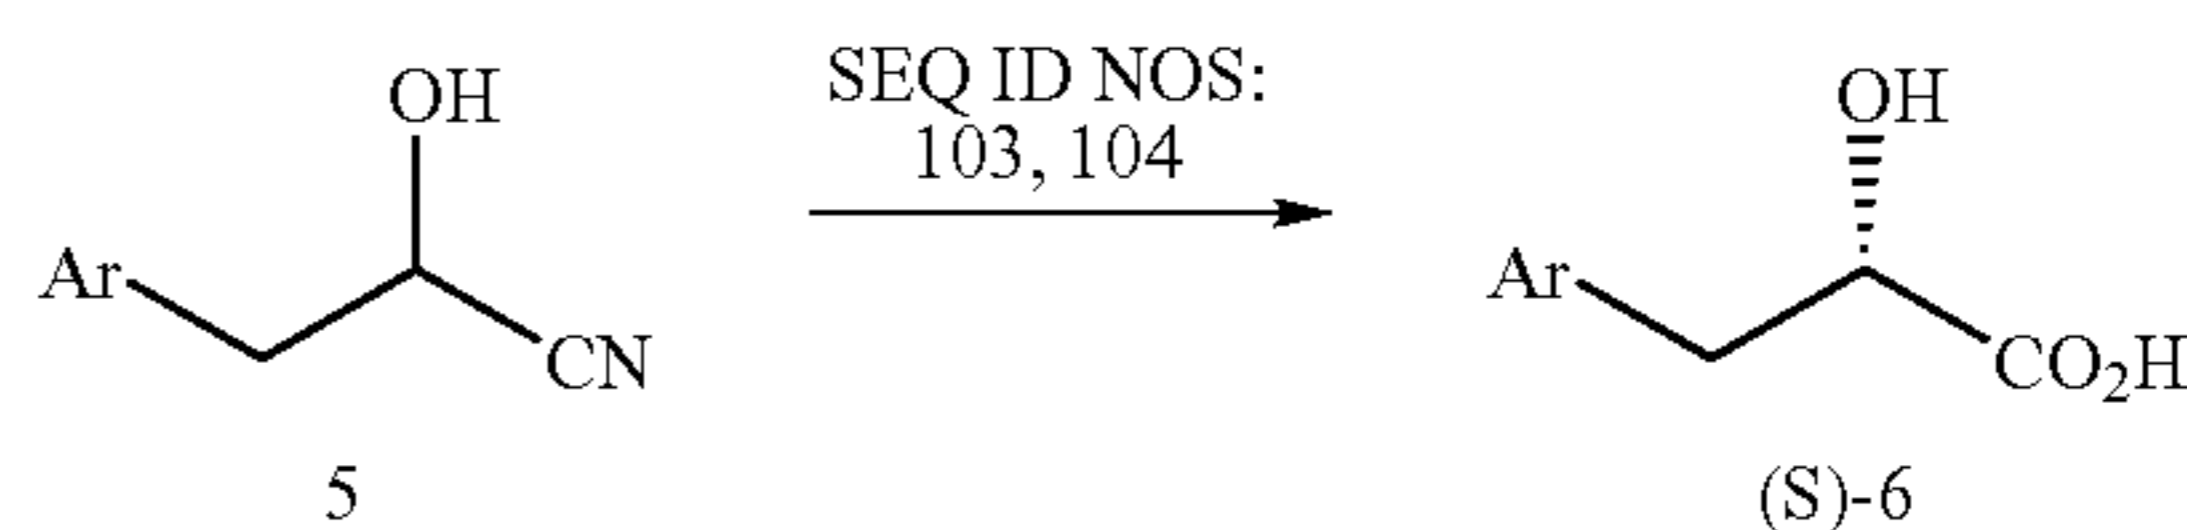 OH
Ar
CN
5
SEQ ID NOS:
103, 104
OH
Ar
CO₂H
(S)-6